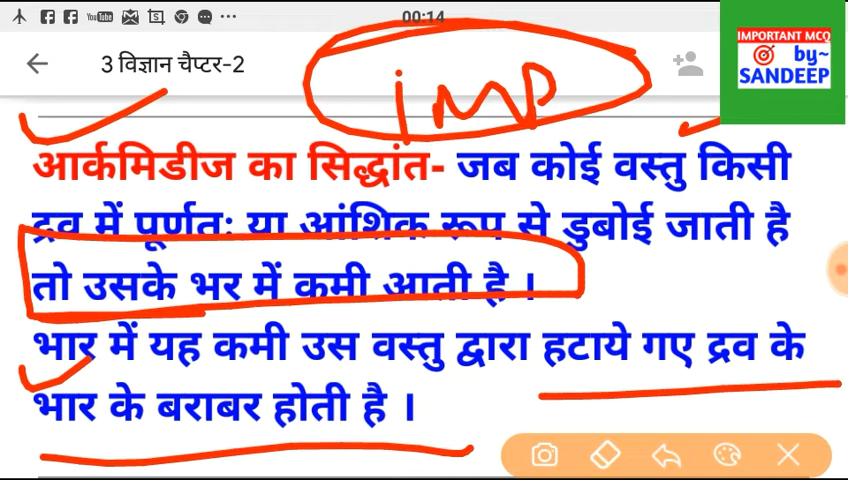 00:14
3 विज्ञान चैप्टर-2
IMPORTANT MCQ
by~
SANDEEP
imp
आर्कमिडीज का सिद्धांत- जब कोई वस्तु किसी
द्रव में पूर्णतः या आंशिक रूप से डुबोई जाती है
तो उसके भर में कमी आती है ।
भार में यह कमी उस वस्तु द्वारा हटाये गए द्रव के
भार के बराबर होती है ।